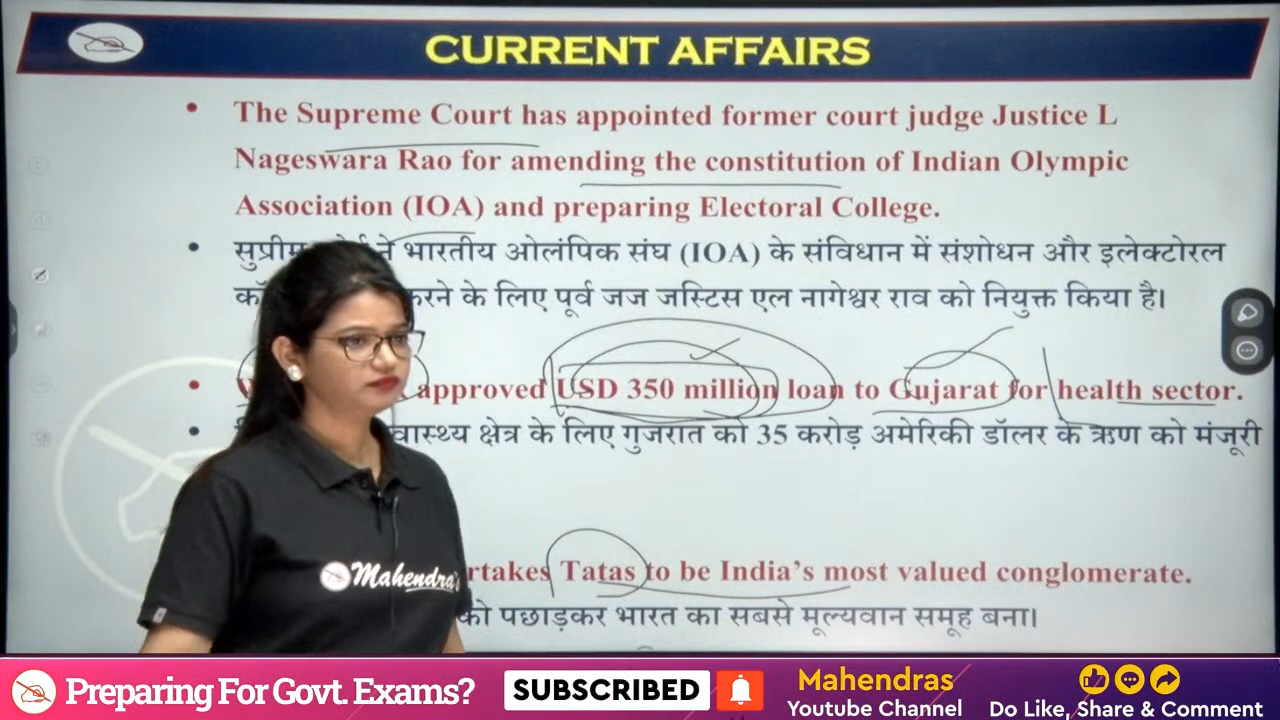 CURRENT AFFAIRS
• The Supreme Court has appointed former court judge Justice L
Nageswara Rao for amending the constitution of Indian Olympic
Association (IOA) and preparing Electoral College.
• सुप्रीम ने भारतीय ओलंपिक संघ (IOA) के संविधान में संशोधन और इलेक्टोरल
करने के लिए पूर्व जज जस्टिस एल नागेश्वर राव को नियुक्त किया है।
• approved USD 350 million loan to Gujarat for health sector.
• क्षेत्र के लिए गुजरात को 35 करोड़ अमेरिकी डॉलर के ऋण को मंजूरी
Tatas to be India's most valued conglomerate.
को पछाड़कर भारत का सबसे मूल्यवान समूह बना।
Mahendra's
Preparing For Govt. Exams?
SUBSCRIBED
Mahendras
Youtube Channel
Do Like, Share & Comment